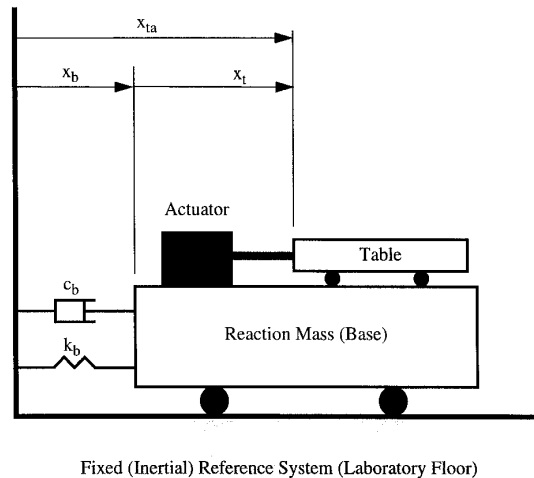 x_ta
x_b
x_t
Actuator
Table
c_b
Reaction Mass (Base)
k_b
Fixed (Inertial) Reference System (Laboratory Floor)